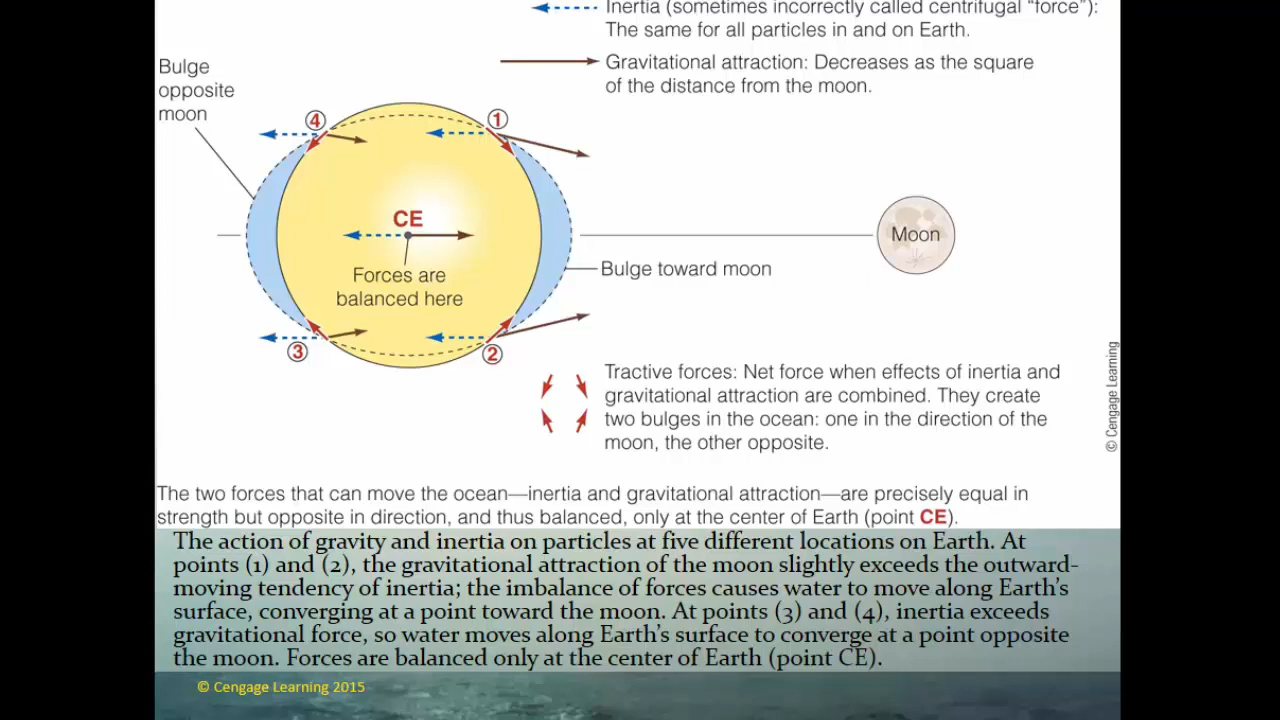 Inertia (sometimes incorrectly called centrifugal “force”):
The same for all particles in and on Earth.
Gravitational attraction: Decreases as the square
of the distance from the moon.
Bulge
opposite
moon
4
1
CE
Forces are
balanced here
Moon
Bulge toward moon
3
2
Tractive forces: Net force when effects of inertia and
gravitational attraction are combined. They create
two bulges in the ocean: one in the direction of the
moon, the other opposite.
© Cengage Learning
The two forces that can move the ocean—inertia and gravitational attraction—are precisely equal in
strength but opposite in direction, and thus balanced, only at the center of Earth (point CE).
The action of gravity and inertia on particles at five different locations on Earth. At
points (1) and (2), the gravitational attraction of the moon slightly exceeds the outward-
moving tendency of inertia; the imbalance of forces causes water to move along Earth’s
surface, converging at a point toward the moon. At points (3) and (4), inertia exceeds
gravitational force, so water moves along Earth’s surface to converge at a point opposite
the moon. Forces are balanced only at the center of Earth (point CE).
© Cengage Learning 2015